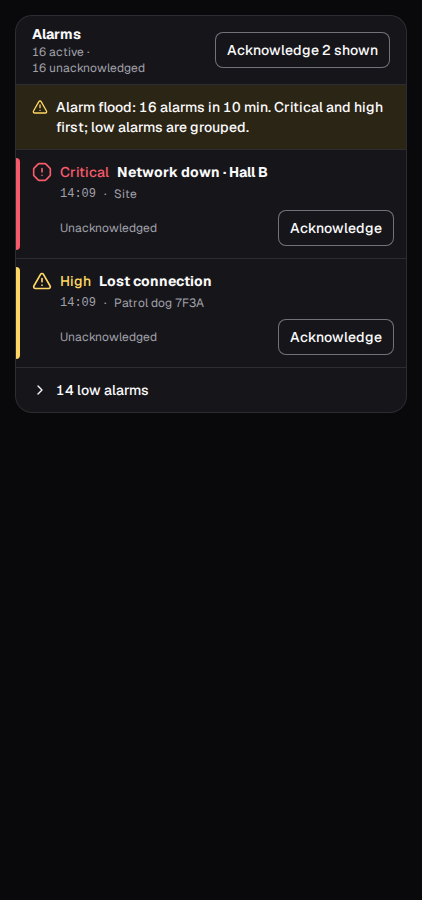 Alarms
16 active ·
16 unacknowledged
Acknowledge 2 shown
Alarm flood: 16 alarms in 10 min. Critical and high
first; low alarms are grouped.
Critical Network down · Hall B
14:09 · Site
Unacknowledged
Acknowledge
High Lost connection
14:09 · Patrol dog 7F3A
Unacknowledged
Acknowledge
14 low alarms